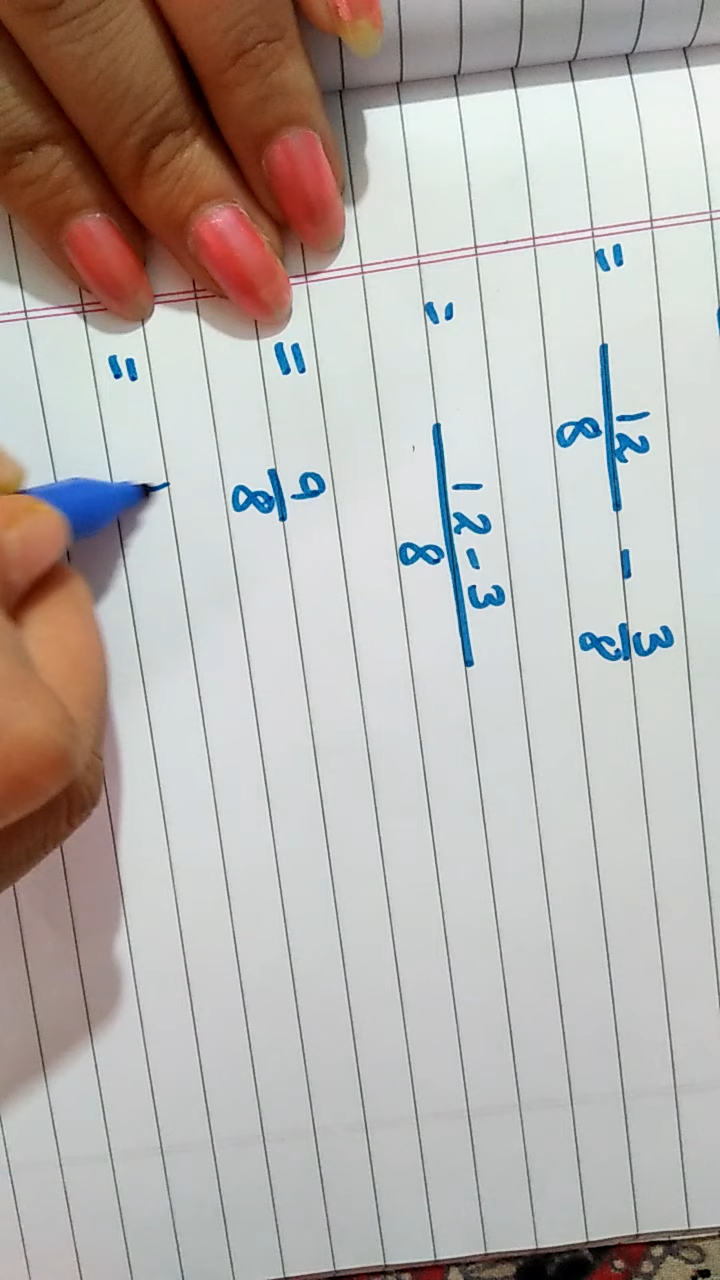 = 12/8 - 3/8
= 12-3/8
= 9/8
=